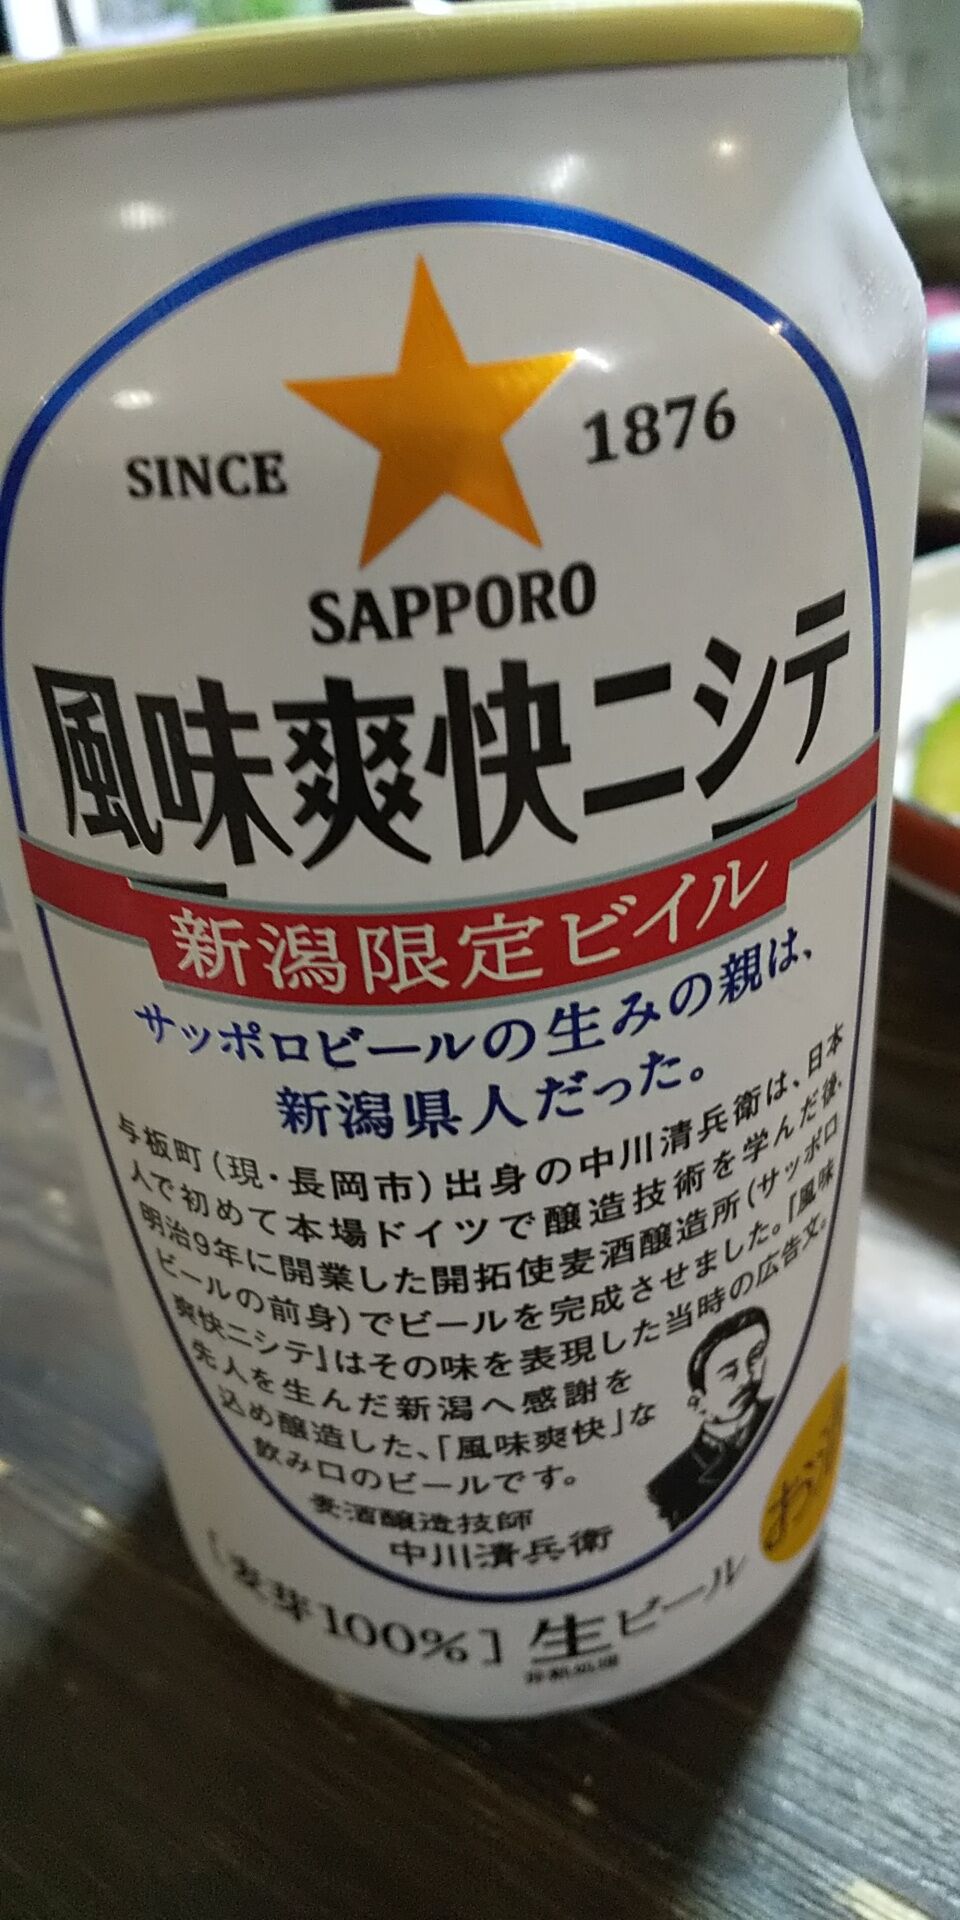 SINCE 1876
SAPPORO
風味爽快ニシテ
新潟限定ビイル
サッポロビールの生みの親は、
新潟県人だった。
与板町(現・長岡市)出身の中川清兵衛は、日本
人で初めて本場ドイツで醸造技術を学んだ後、
明治9年に開業した開拓使麦酒醸造所(サッポロ
ビールの前身)でビールを完成させました。「風味
爽快ニシテ」はその味を表現した当時の広告文。
先人を生んだ新潟へ感謝を
込め醸造した、「風味爽快」な
飲み口のビールです。
麦酒醸造技師
中川清兵衛
[麦芽100%] 生ビール
非熱処理
お酒